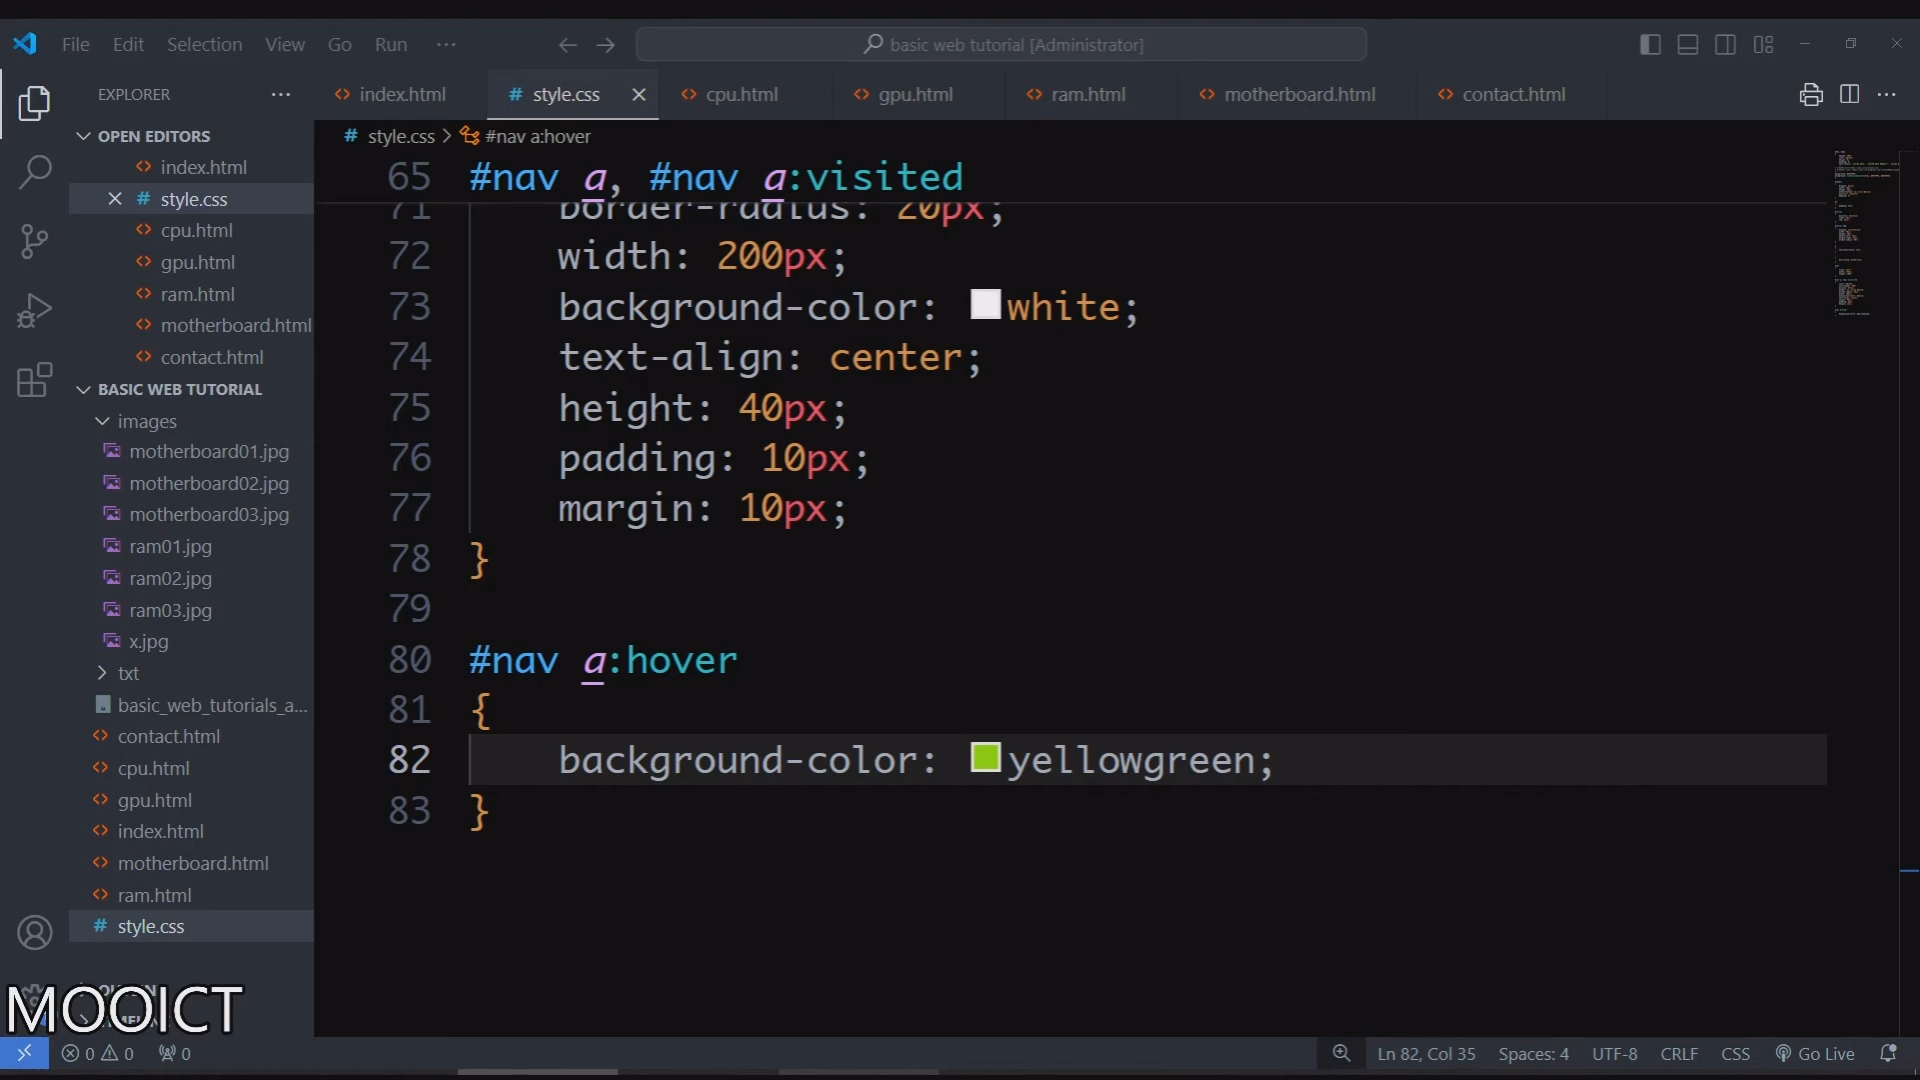 File Edit Selection View Go Run ···
basic web tutorial [Administrator]
EXPLORER ···
index.html # style.css cpu.html gpu.html ram.html motherboard.html contact.html ···
# style.css > #nav a:hover
OPEN EDITORS
index.html
# style.css
cpu.html
gpu.html
ram.html
motherboard.html
contact.html
BASIC WEB TUTORIAL
images
motherboard01.jpg
motherboard02.jpg
motherboard03.jpg
ram01.jpg
ram02.jpg
ram03.jpg
x.jpg
txt
basic_web_tutorials_a...
contact.html
cpu.html
gpu.html
index.html
motherboard.html
ram.html
# style.css
65 #nav a, #nav a:visited
71 border-radius: 20px;
72 width: 200px;
73 background-color: white;
74 text-align: center;
75 height: 40px;
76 padding: 10px;
77 margin: 10px;
78 }
79
80 #nav a:hover
81 {
82 background-color: yellowgreen;
83 }
MOOICT
0 0 0
Ln 82, Col 35 Spaces: 4 UTF-8 CRLF CSS Go Live